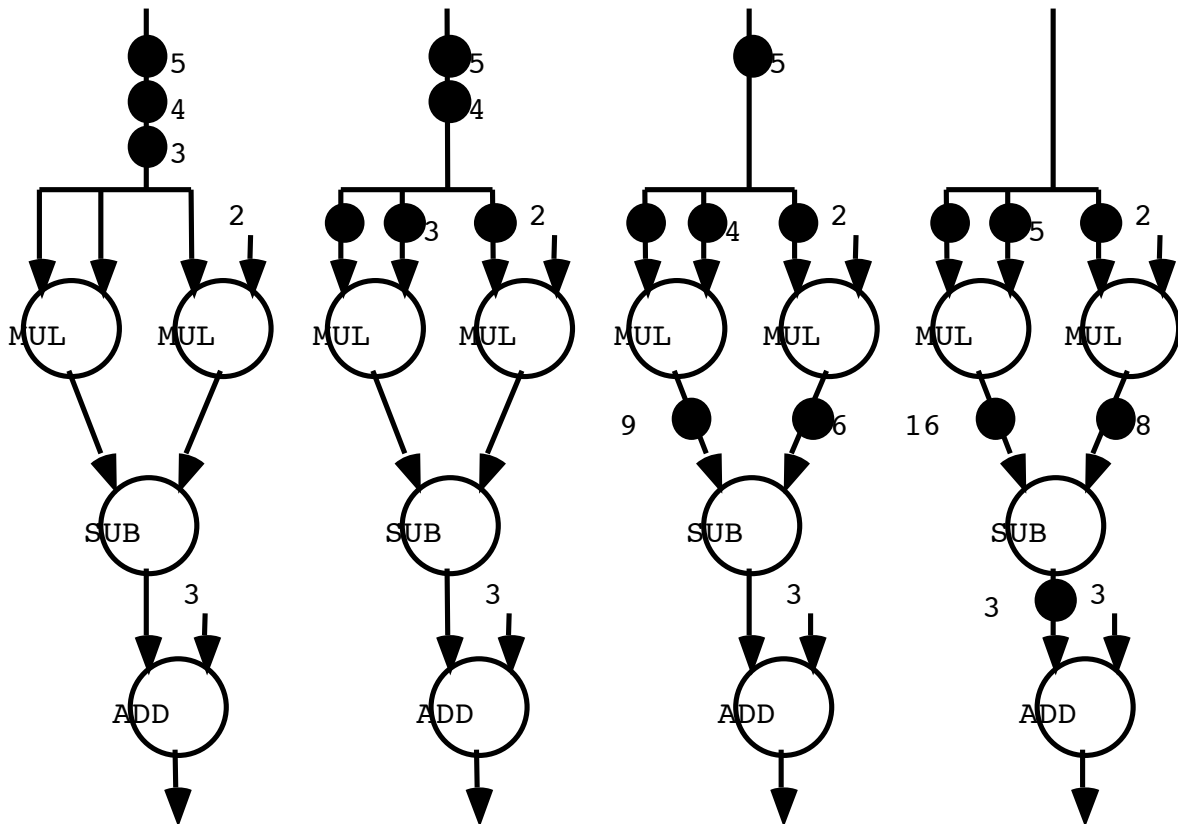 5 5 5
4 4
3
2 3 2 4 2 5 2
MUL MUL MUL MUL MUL MUL MUL MUL
9 6 16 8
SUB SUB SUB SUB
3 3 3 3 3
ADD ADD ADD ADD